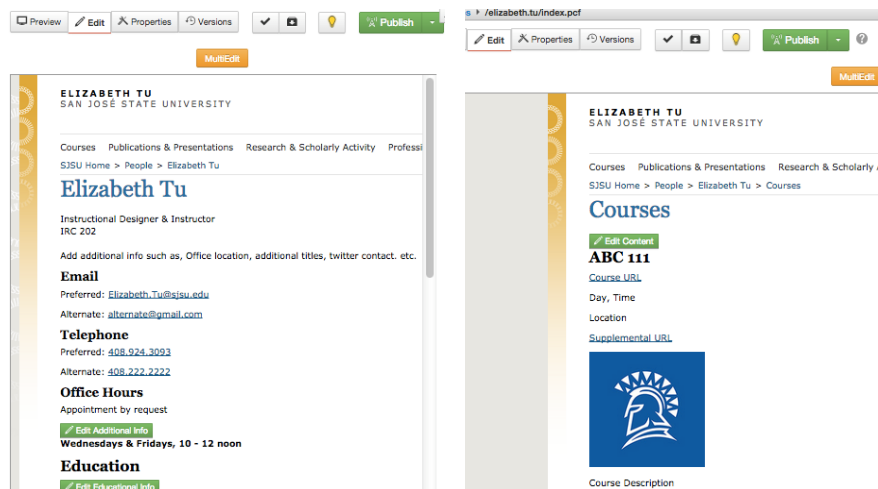 Preview
Edit
Properties
Versions
Publish
MultiEdit
ELIZABETH TU
SAN JOSÉ STATE UNIVERSITY
Courses Publications & Presentations Research & Scholarly Activity Professi
SJSU Home > People > Elizabeth Tu
Elizabeth Tu
Instructional Designer & Instructor
IRC 202
Add additional info such as, Office location, additional titles, twitter contact. etc.
Email
Preferred: Elizabeth.Tu@sjsu.edu
Alternate: alternate@gmail.com
Telephone
Preferred: 408.924.3093
Alternate: 408.222.2222
Office Hours
Appointment by request
Edit Additional Info
Wednesdays & Fridays, 10 - 12 noon
Education
Edit Educational Info
s /elizabeth.tu/index.pcf
Edit
Properties
Versions
Publish
MultiEdit
ELIZABETH TU
SAN JOSÉ STATE UNIVERSITY
Courses Publications & Presentations Research & Scholarly
SJSU Home > People > Elizabeth Tu > Courses
Courses
Edit Content
ABC 111
Course URL
Day, Time
Location
Supplemental URL
Course Description